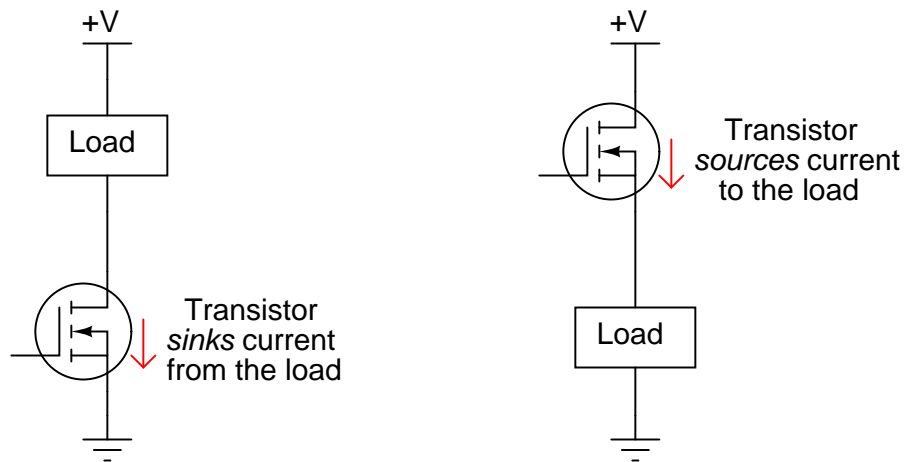 +V
Load
Transistor
sinks current
from the load
+V
Transistor
sources current
to the load
Load